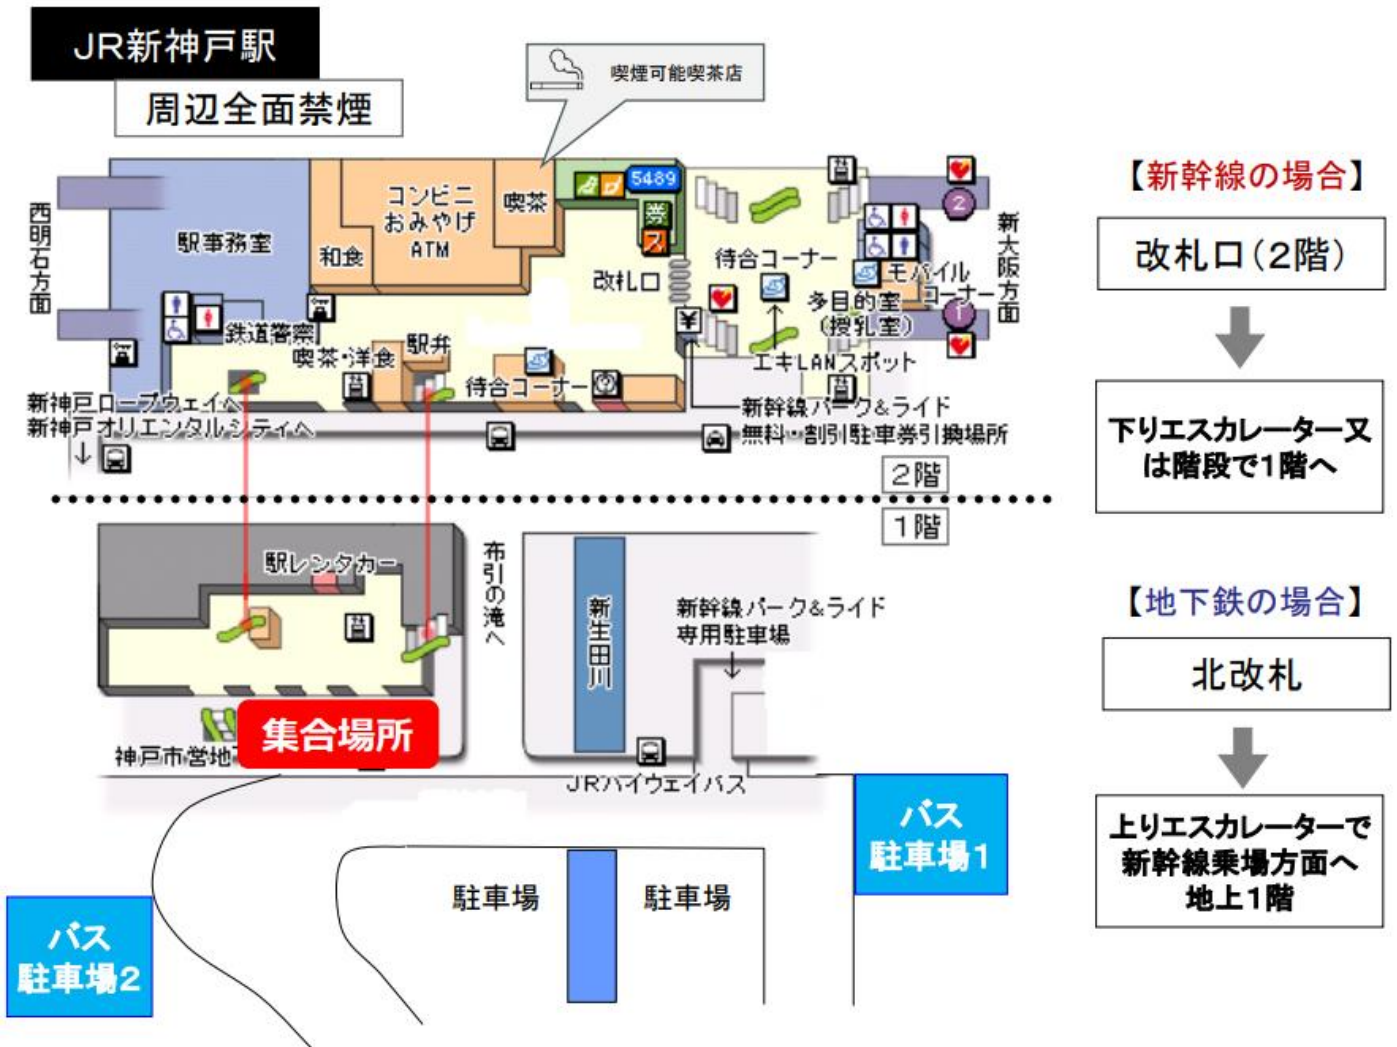 JR新神戸駅
周辺全面禁煙
喫煙可能喫茶店
西明石方面
駅事務室
和食
コンビニ
おみやげ
ATM
喫茶
5489
券
ス
改札口
待合コーナー
2
新大阪方面
モバイル
コーナー
多目的室
(授乳室)
1
¥
エキLANスポット
鉄道警察
喫茶・洋食
駅弁
待合コーナー
新神戸ロープウェイへ
新神戸オリエンタルシティへ
新幹線パーク&ライド
無料・割引駐車券引換場所
2階
1階
駅レンタカー
布引の滝へ
新生田川
新幹線パーク&ライド
専用駐車場
集合場所
神戸市営地
JRハイウェイバス
バス
駐車場1
駐車場
駐車場
バス
駐車場2
【新幹線の場合】
改札口(2階)
下りエスカレーター又
は階段で1階へ
【地下鉄の場合】
北改札
上りエスカレーターで
新幹線乗場方面へ
地上1階